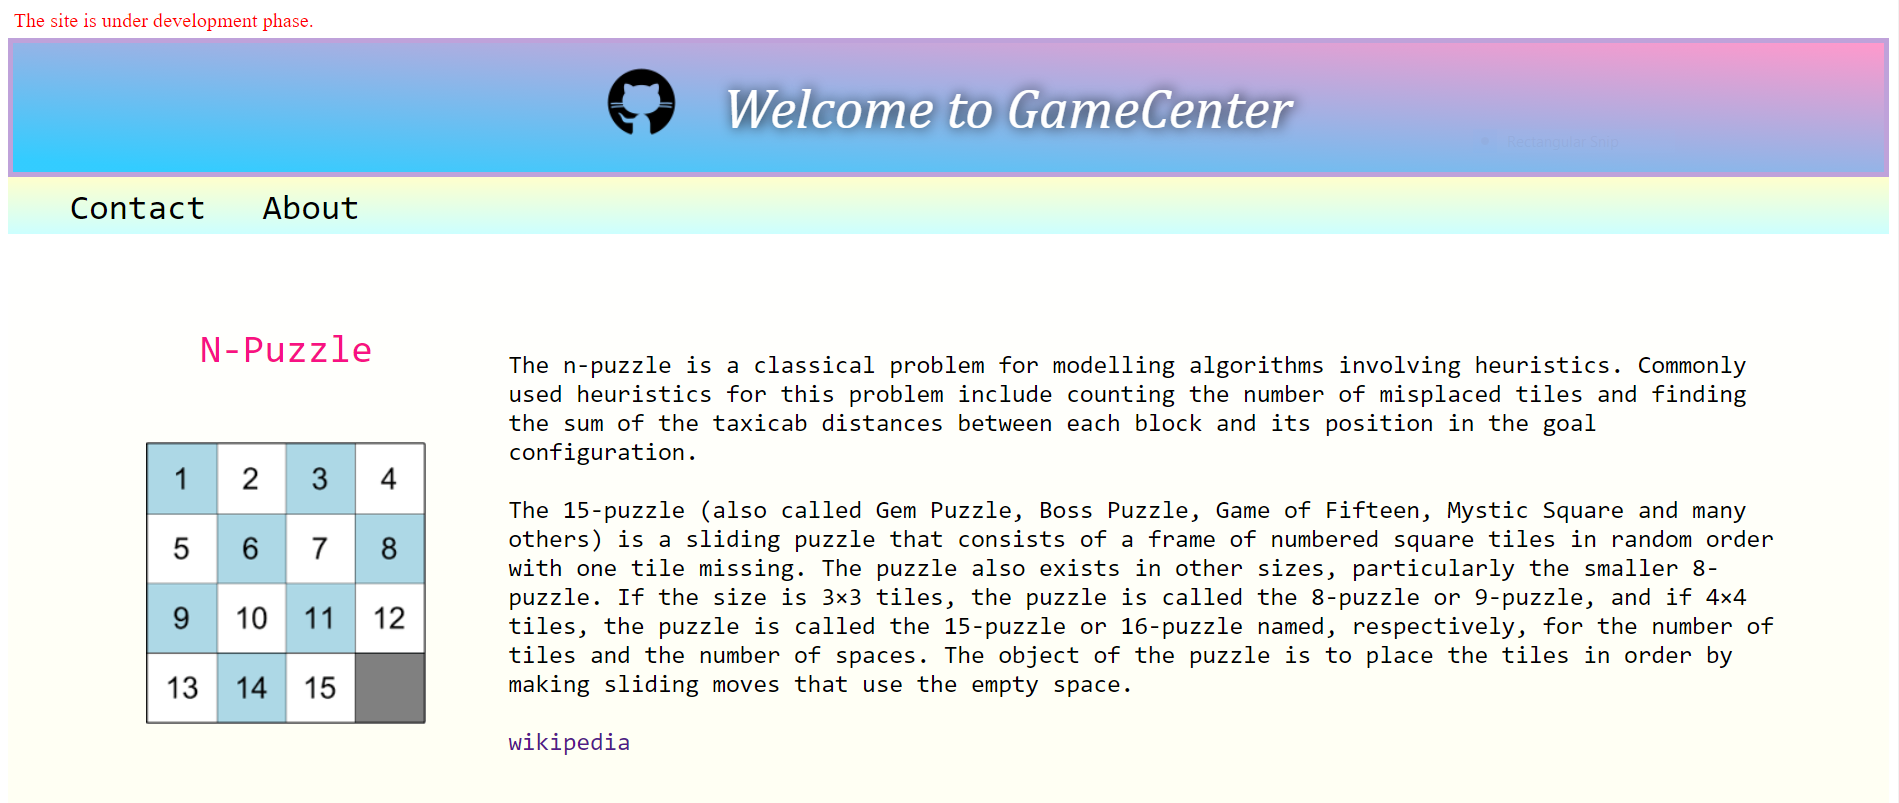 The site is under development phase.
Welcome to GameCenter
Rectangular Snip
Contact About
N-Puzzle
1 2 3 4
5 6 7 8
9 10 11 12
13 14 15
The n-puzzle is a classical problem for modelling algorithms involving heuristics. Commonly
used heuristics for this problem include counting the number of misplaced tiles and finding
the sum of the taxicab distances between each block and its position in the goal
configuration.
The 15-puzzle (also called Gem Puzzle, Boss Puzzle, Game of Fifteen, Mystic Square and many
others) is a sliding puzzle that consists of a frame of numbered square tiles in random order
with one tile missing. The puzzle also exists in other sizes, particularly the smaller 8-
puzzle. If the size is 3×3 tiles, the puzzle is called the 8-puzzle or 9-puzzle, and if 4×4
tiles, the puzzle is called the 15-puzzle or 16-puzzle named, respectively, for the number of
tiles and the number of spaces. The object of the puzzle is to place the tiles in order by
making sliding moves that use the empty space.
wikipedia